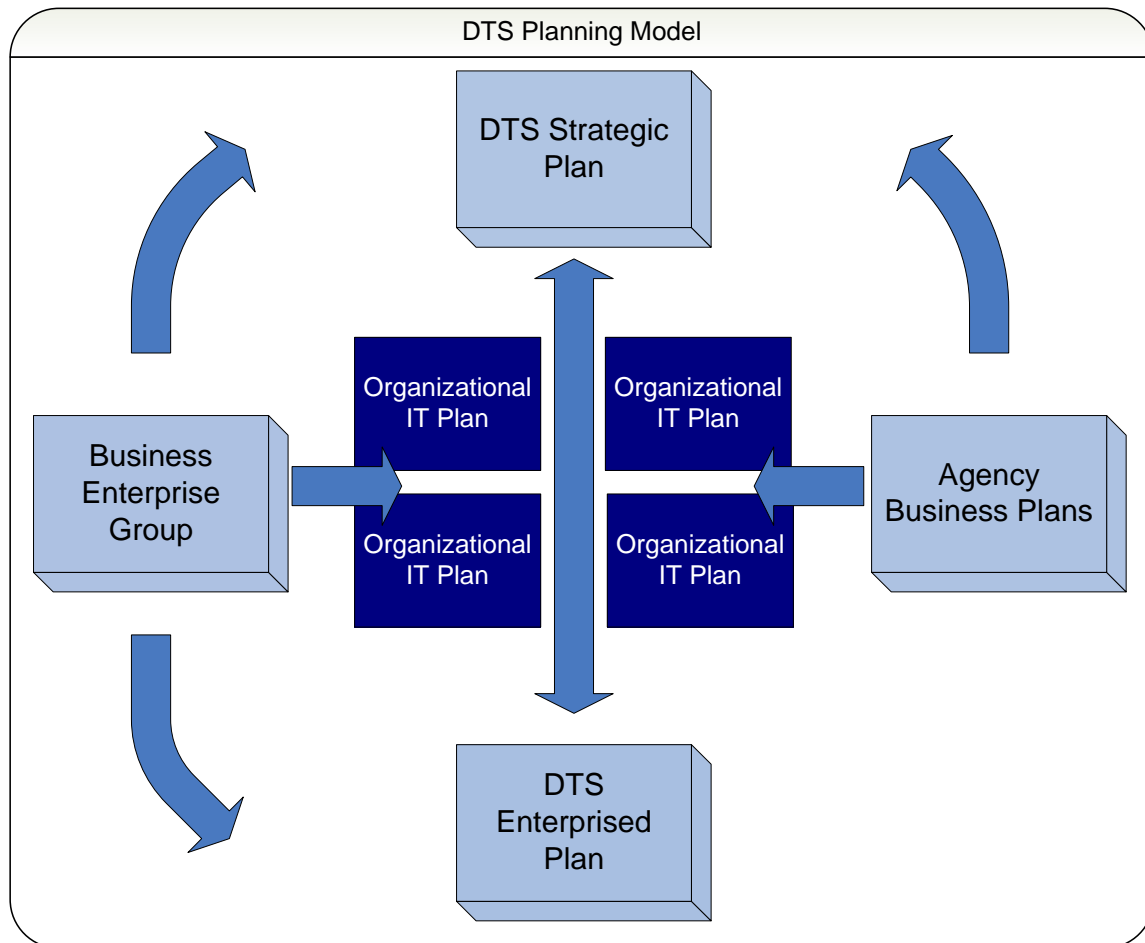 DTS Planning Model
DTS Strategic
Plan
Organizational
IT Plan
Organizational
IT Plan
Business
Enterprise
Group
Agency
Business Plans
Organizational
IT Plan
Organizational
IT Plan
DTS
Enterprised
Plan